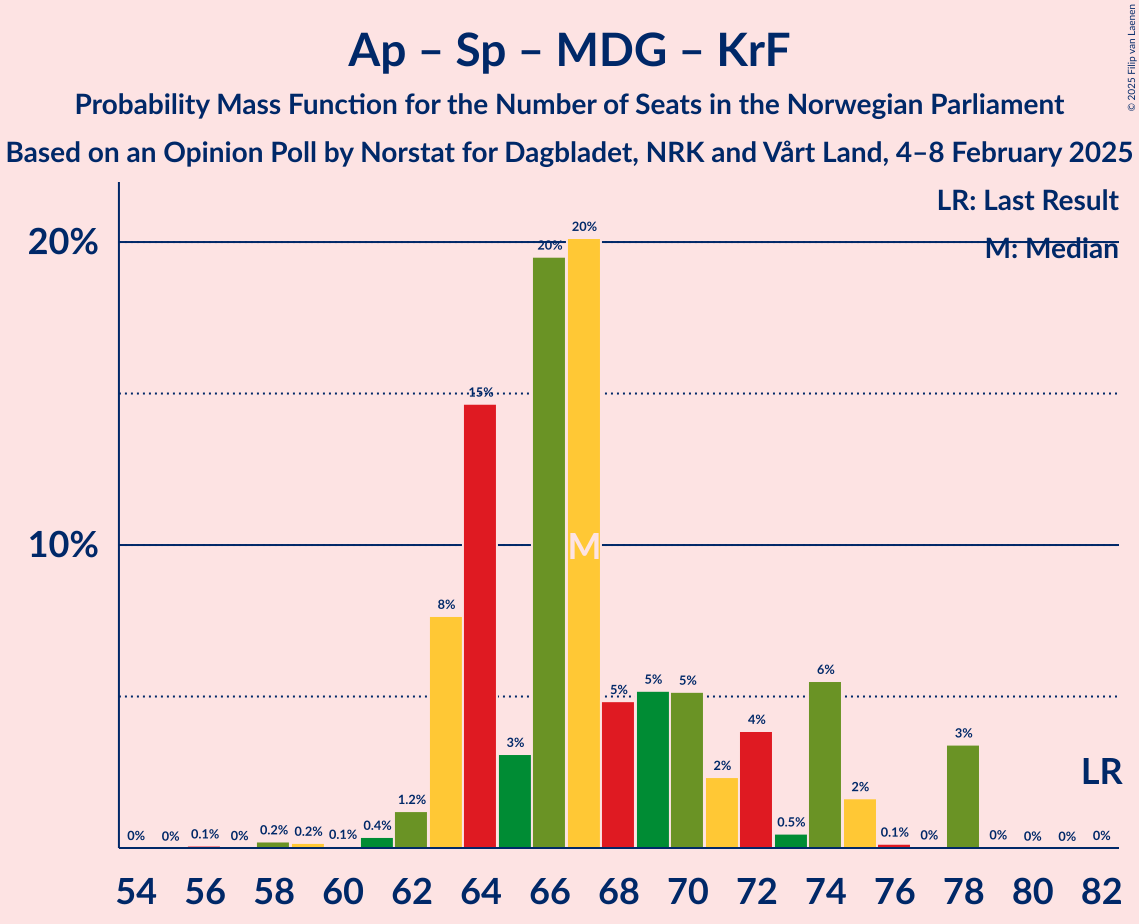 Ap – Sp – MDG – KrF
Probability Mass Function for the Number of Seats in the Norwegian Parliament
Based on an Opinion Poll by Norstat for Dagbladet, NRK and Vårt Land, 4–8 February 2025
© 2025 Filip van Laenen
LR: Last Result
M: Median
20%
10%
0% 0% 0.1% 0% 0.2% 0.2% 0.1% 0.4% 1.2% 8% 15% 3% 20% 20% 5% 5% 5% 2% 4% 0.5% 6% 2% 0.1% 0% 3% 0% 0% 0% 0%
M
LR
54 56 58 60 62 64 66 68 70 72 74 76 78 80 82